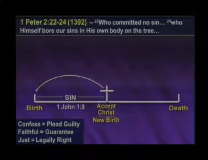 1 Peter 2:22-24 (1392) ~ 22Who committed no sin... 24who
Himself bore our sins in His own body on the tree...
SIN
Birth
1 John 1:9
Accept
Christ
New Birth
Death
Confess = Plead Guilty
Faithful = Guarantee
Just = Legally Right